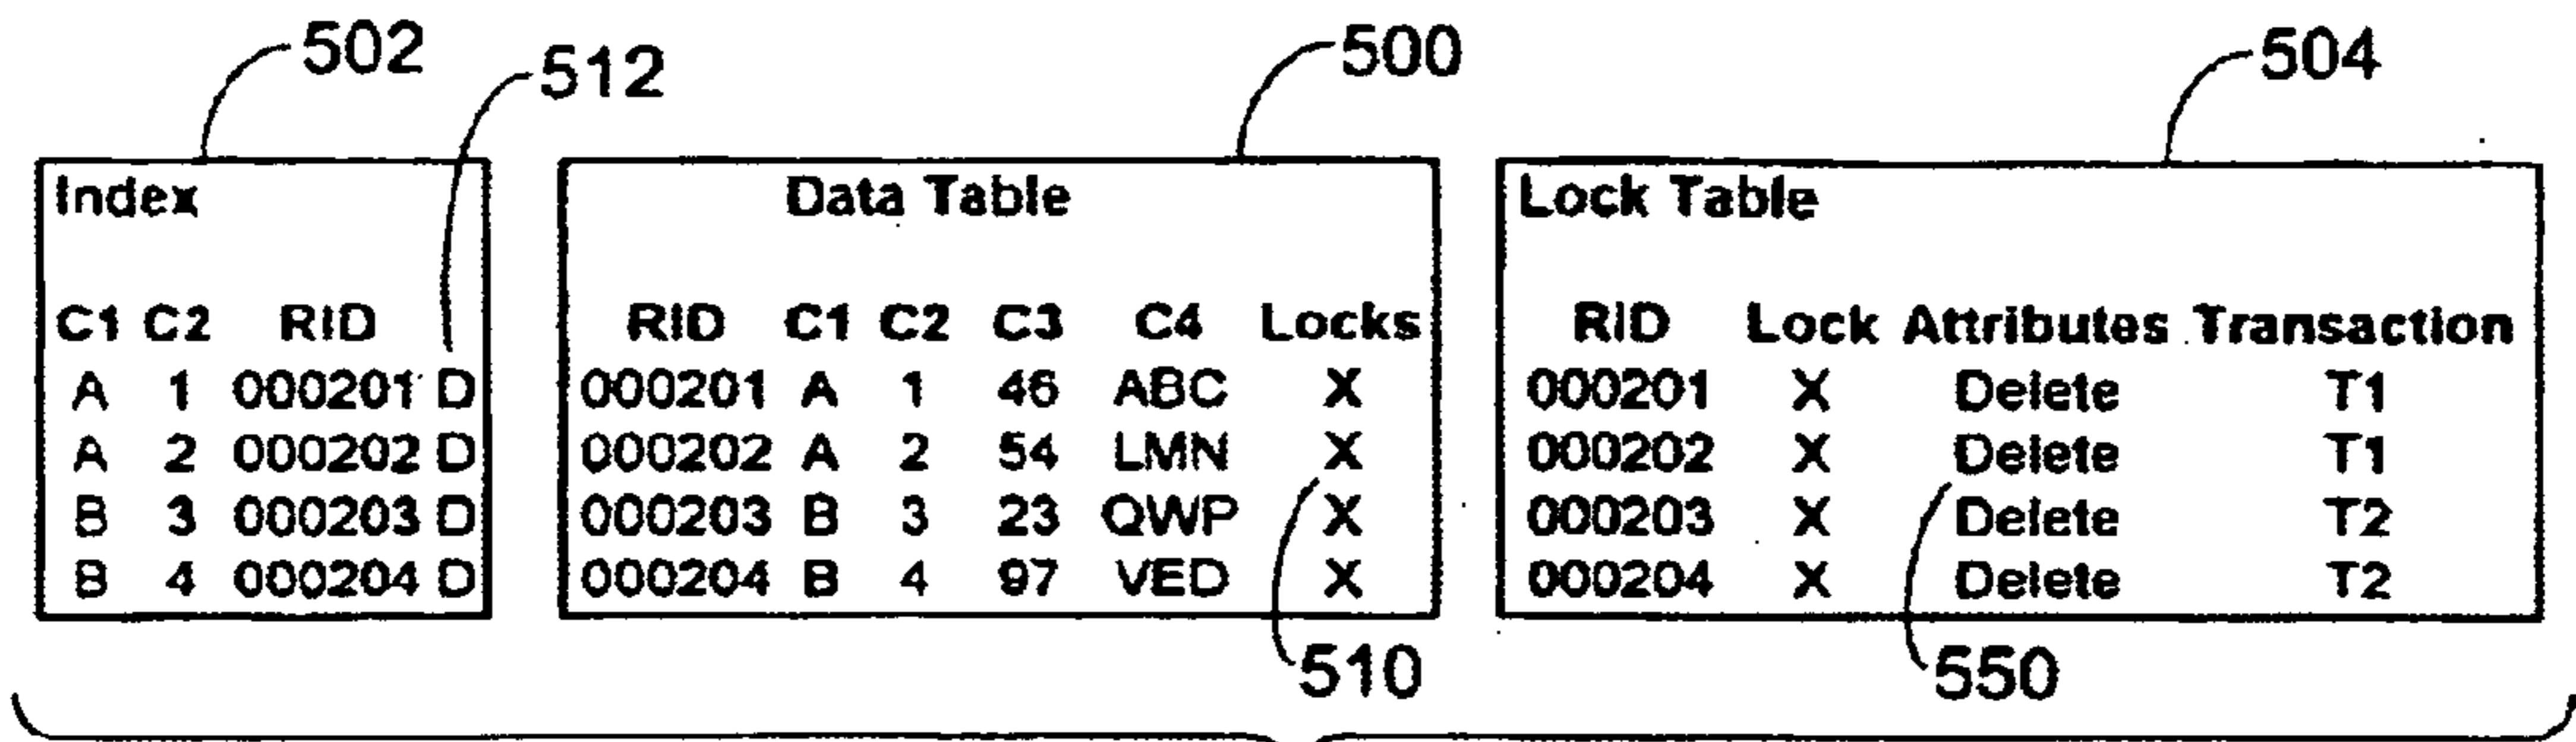 502 512 500 504
Index
C1 C2 RID
A 1 000201 D
A 2 000202 D
B 3 000203 D
B 4 000204 D
Data Table
RID C1 C2 C3 C4 Locks
000201 A 1 46 ABC X
000202 A 2 54 LMN X
000203 B 3 23 QWP X
000204 B 4 97 VED X
Lock Table
RID Lock Attributes Transaction
000201 X Delete T1
000202 X Delete T1
000203 X Delete T2
000204 X Delete T2
510 550